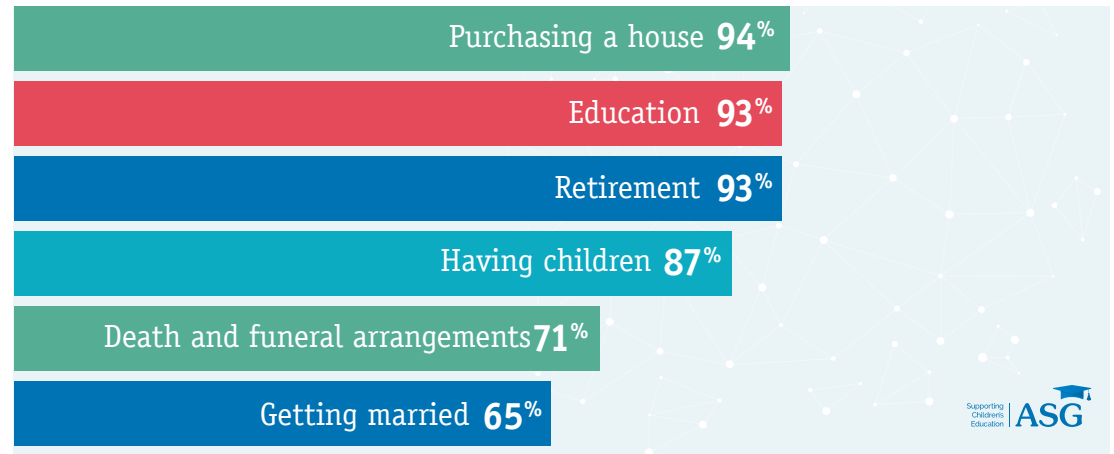 Purchasing a house 94%
Education 93%
Retirement 93%
Having children 87%
Death and funeral arrangements 71%
Getting married 65%
Supporting
Children's
Education
ASG